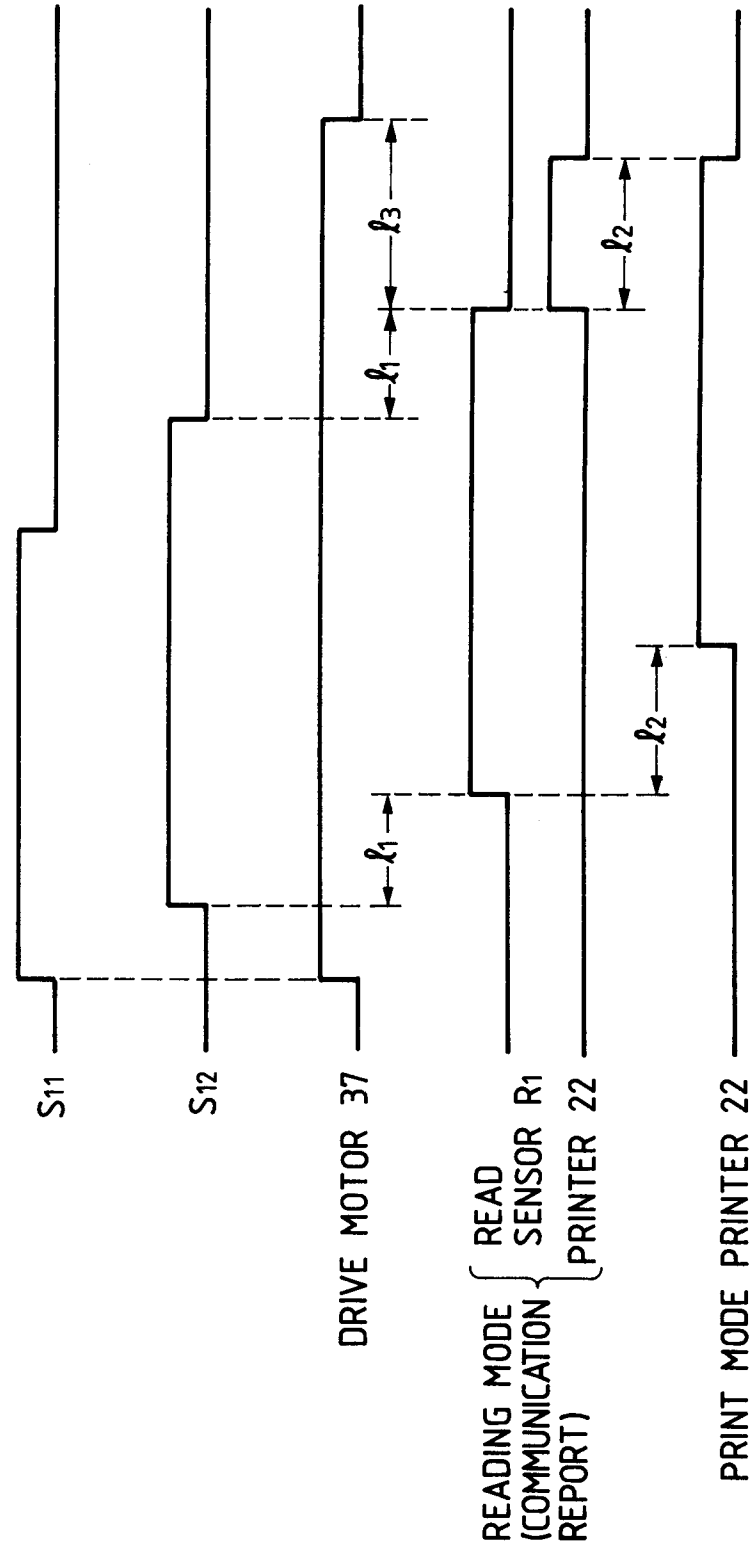 S11
S12
DRIVE MOTOR 37
ℓ1
ℓ1
ℓ3
READING MODE
(COMMUNICATION
REPORT)
READ
SENSOR R1
PRINTER 22
ℓ2
ℓ2
PRINT MODE PRINTER 22